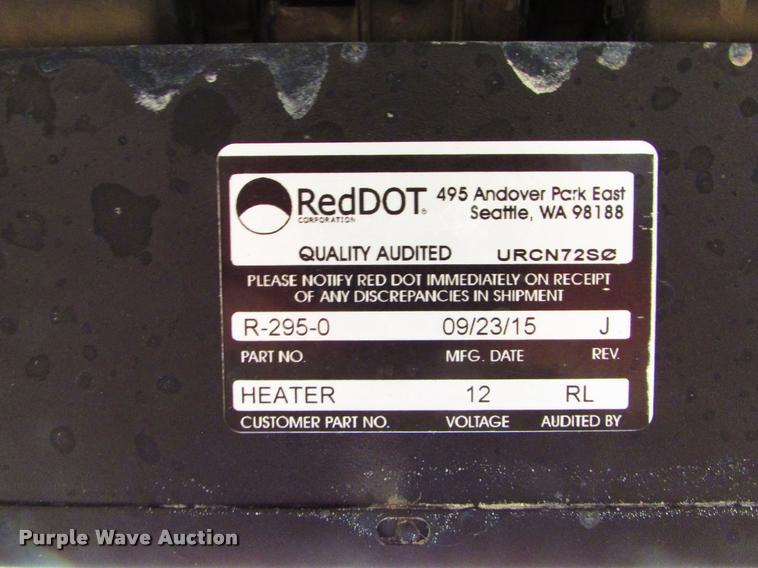 RedDOT®
CORPORATION
495 Andover Park East
Seattle, WA 98188
QUALITY AUDITED URCN72SØ
PLEASE NOTIFY RED DOT IMMEDIATELY ON RECEIPT
OF ANY DISCREPANCIES IN SHIPMENT
R-295-0 09/23/15 J
PART NO. MFG. DATE REV.
HEATER 12 RL
CUSTOMER PART NO. VOLTAGE AUDITED BY
Purple Wave Auction